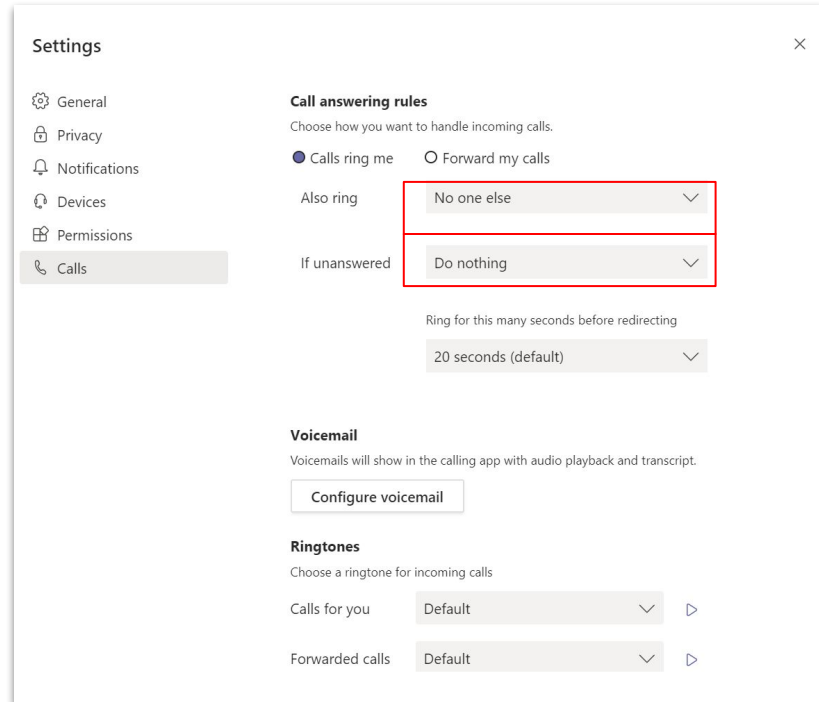 Settings
General
Privacy
Notifications
Devices
Permissions
Calls
Call answering rules
Choose how you want to handle incoming calls.
Calls ring me Forward my calls
Also ring No one else
If unanswered Do nothing
Ring for this many seconds before redirecting
20 seconds (default)
Voicemail
Voicemails will show in the calling app with audio playback and transcript.
Configure voicemail
Ringtones
Choose a ringtone for incoming calls
Calls for you Default
Forwarded calls Default